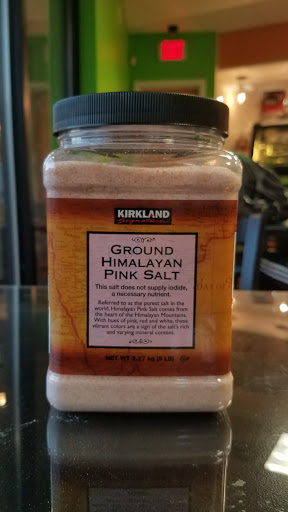 EXIT
KIRKLAND
Signature
GROUND
HIMALAYAN
PINK SALT
This salt does not supply iodide,
a necessary nutrient.
Referred to as the purest salt in the
world, Himalayan Pink Salt comes from
the heart of the Himalayan Mountains.
With hues of pink, red and white, these
vibrant colors are a sign of the salt's rich
and varying mineral content.
NET WT 2.27 kg (5 LB)